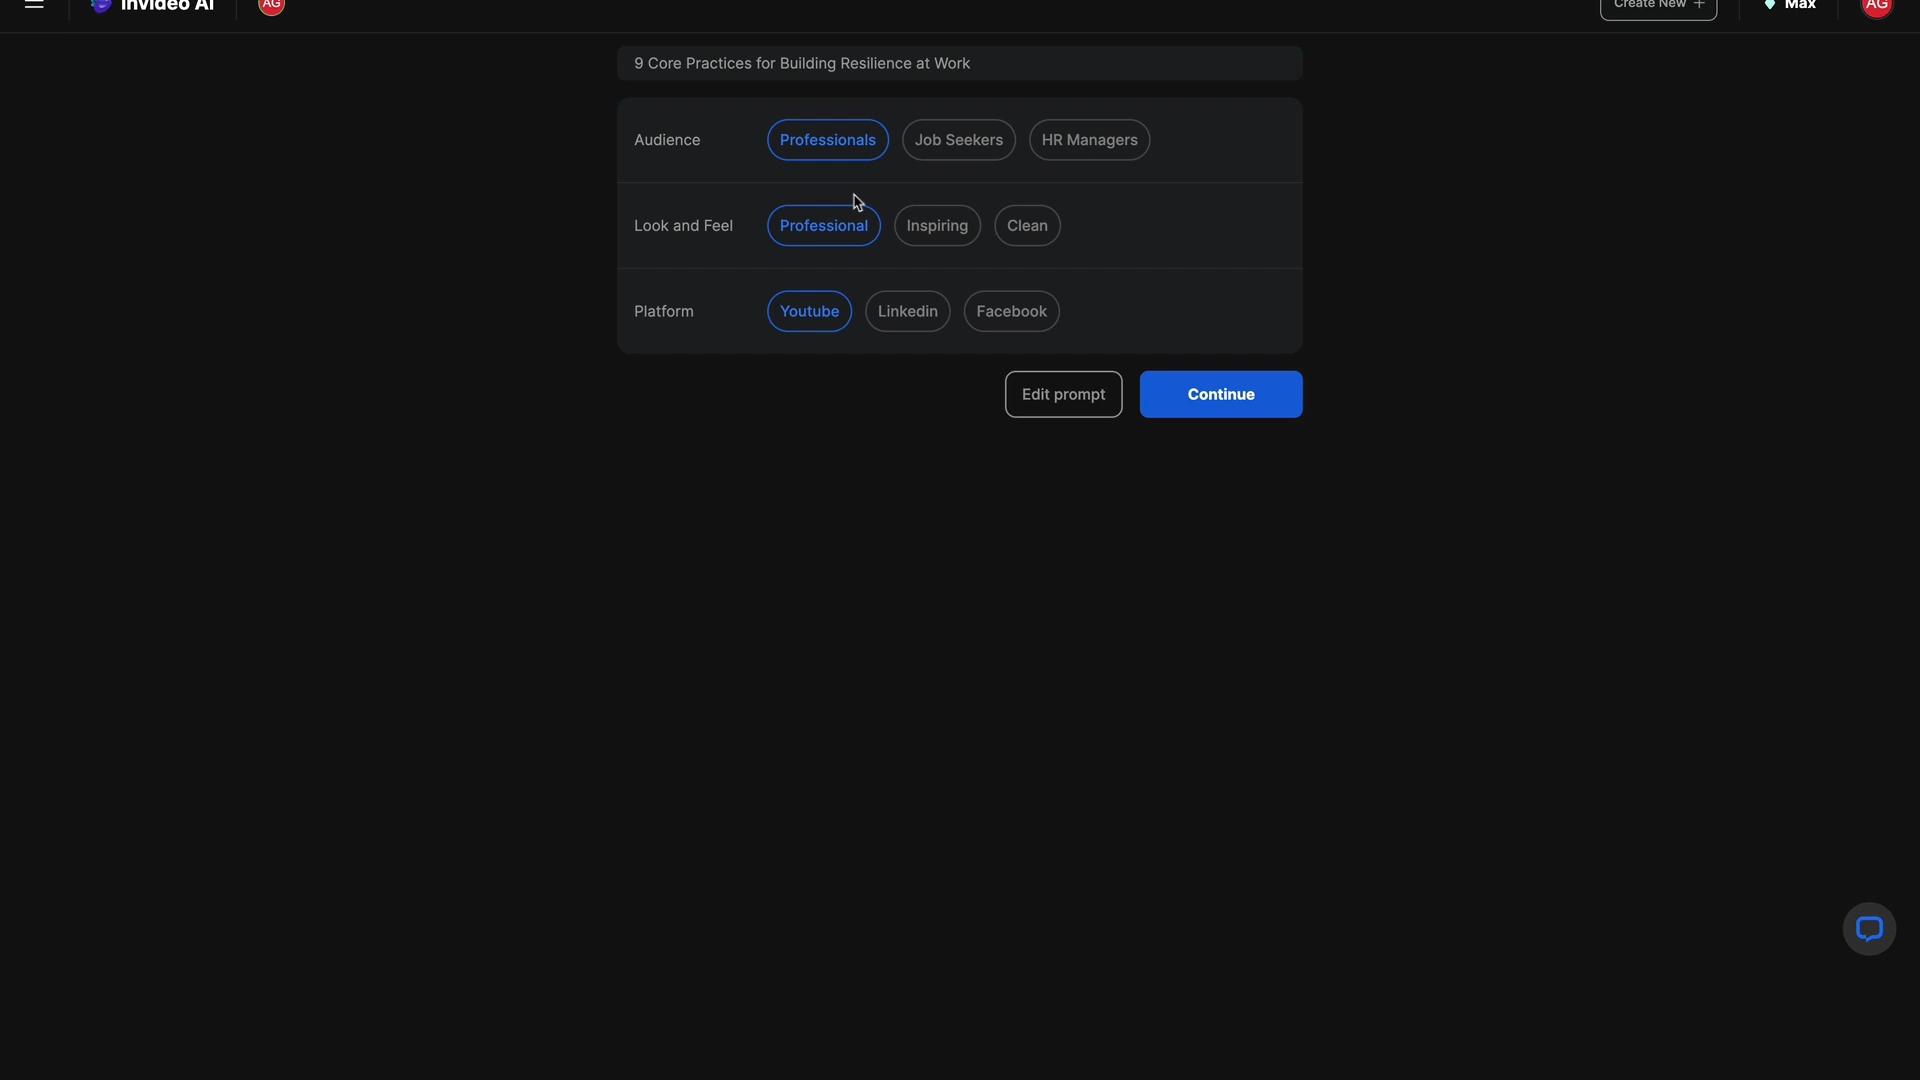 invideo AI
AG
Create New +
Max
AG
9 Core Practices for Building Resilience at Work
Audience
Professionals
Job Seekers
HR Managers
Look and Feel
Professional
Inspiring
Clean
Platform
Youtube
Linkedin
Facebook
Edit prompt
Continue